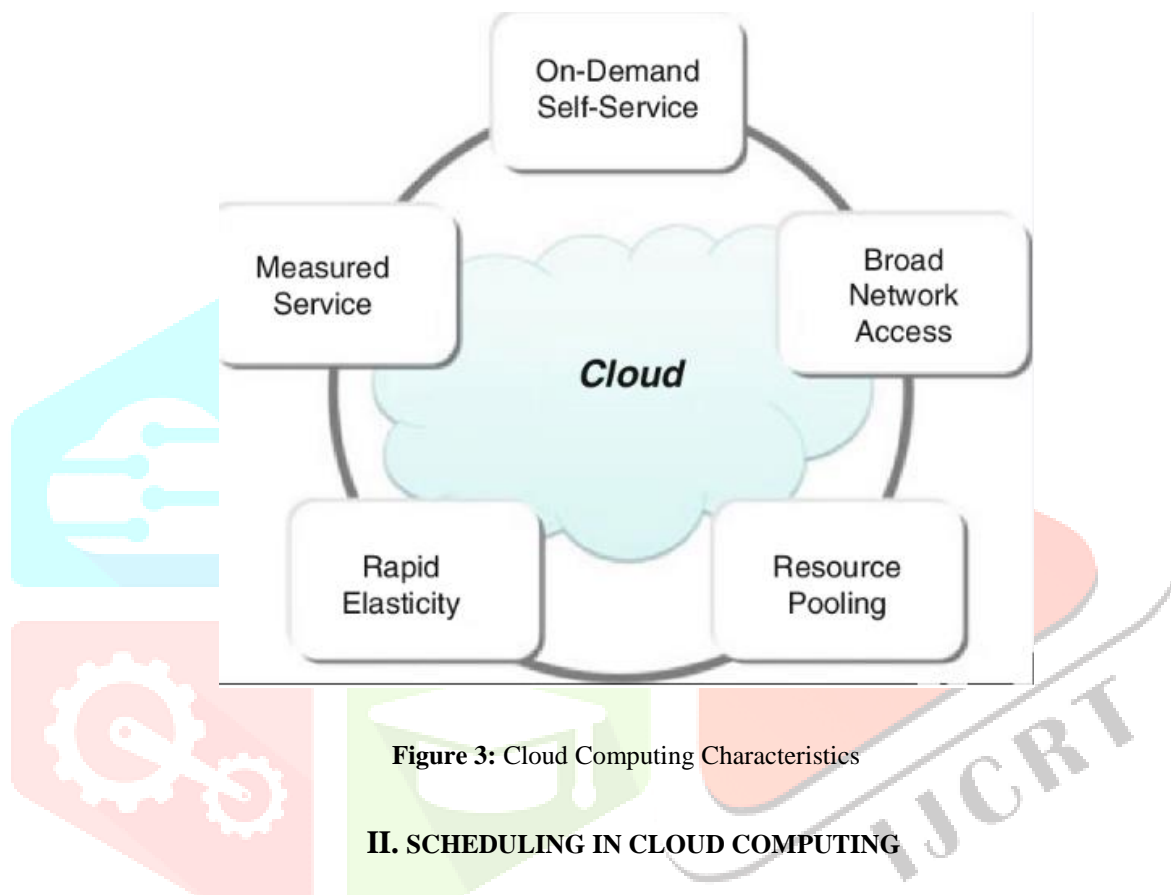 On-Demand
Self-Service
Measured
Service
Broad
Network
Access
Cloud
Rapid
Elasticity
Resource
Pooling
Figure 3: Cloud Computing Characteristics
II. SCHEDULING IN CLOUD COMPUTING
IJCRT